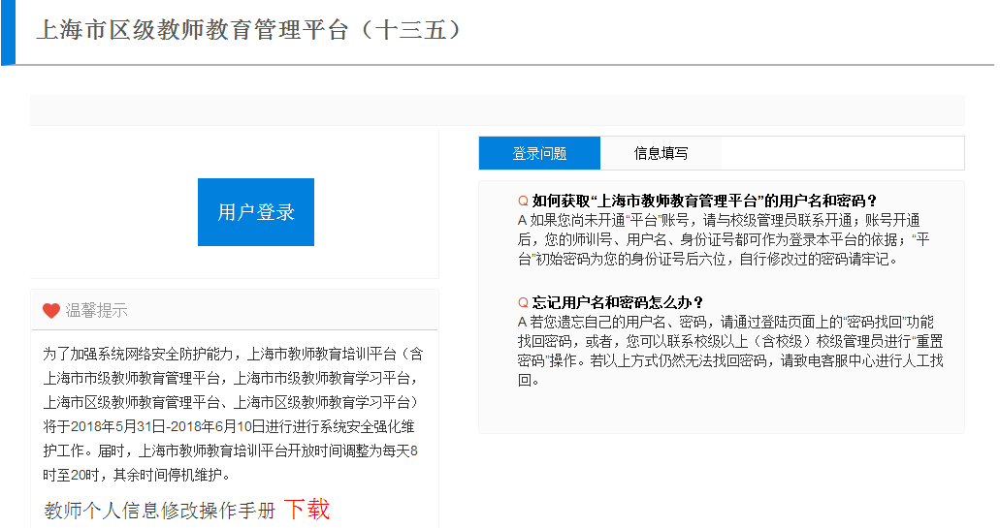 上海市区级教师教育管理平台（十三五）
用户登录
温馨提示
为了加强系统网络安全防护能力，上海市教师教育培训平台（含
上海市市级教师教育管理平台，上海市市级教师教育学习平台，
上海市区级教师教育管理平台、上海市区级教师教育学习平台）
将于2018年5月31日-2018年6月10日进行进行系统安全强化维
护工作。届时，上海市教师教育培训平台开放时间调整为每天8
时至20时，其余时间停机维护。
教师个人信息修改操作手册 下载
登录问题 信息填写
Q 如何获取“上海市教师教育管理平台”的用户名和密码？
A 如果您尚未开通“平台”账号，请与校级管理员联系开通；账号开通
后，您的师训号、用户名、身份证号都可作为登录本平台的依据；“平
台”初始密码为您的身份证号后六位，自行修改过的密码请牢记。
Q 忘记用户名和密码怎么办？
A 若您遗忘自己的用户名、密码，请通过登陆页面上的“密码找回”功能
找回密码，或者，您可以联系校级以上（含校级）校级管理员进行“重置
密码”操作。若以上方式仍然无法找回密码，请致电客服中心进行人工找
回。